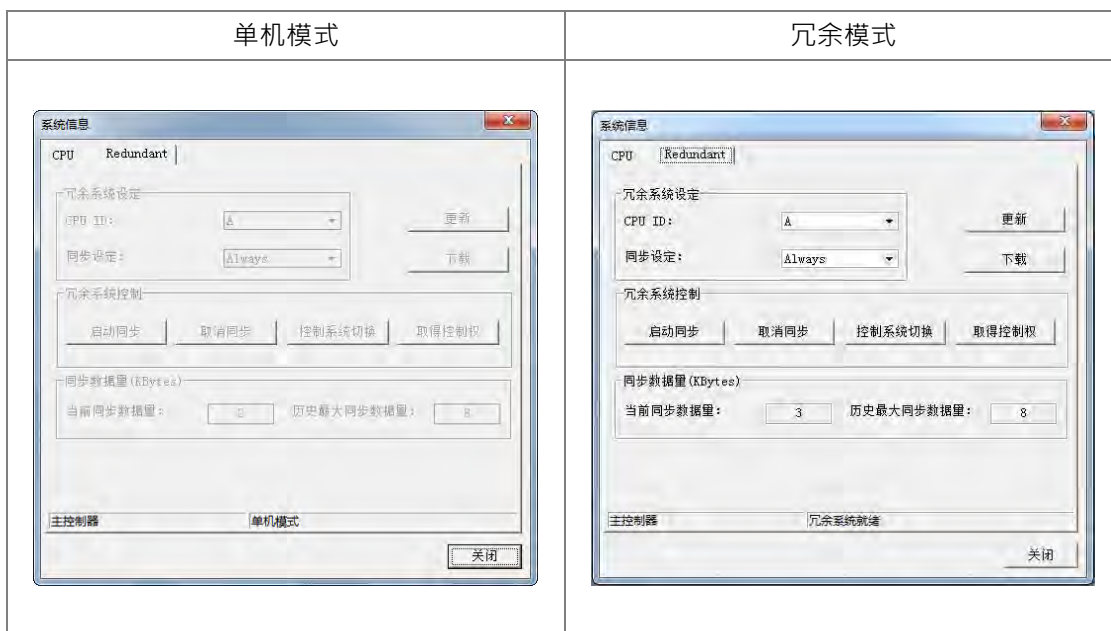 单机模式
冗余模式
系统信息
CPU Redundant
冗余系统设定
CPU ID: A 更新
同步设定: Always 下载
冗余系统控制
启动同步 取消同步 控制系统切换 取得控制权
同步数据量(KBytes)
当前同步数据量: 历史最大同步数据量: 8
主控制器 单机模式
关闭
系统信息
CPU Redundant
冗余系统设定
CPU ID: A 更新
同步设定: Always 下载
冗余系统控制
启动同步 取消同步 控制系统切换 取得控制权
同步数据量(KBytes)
当前同步数据量: 3 历史最大同步数据量: 8
主控制器 冗余系统就绪
关闭